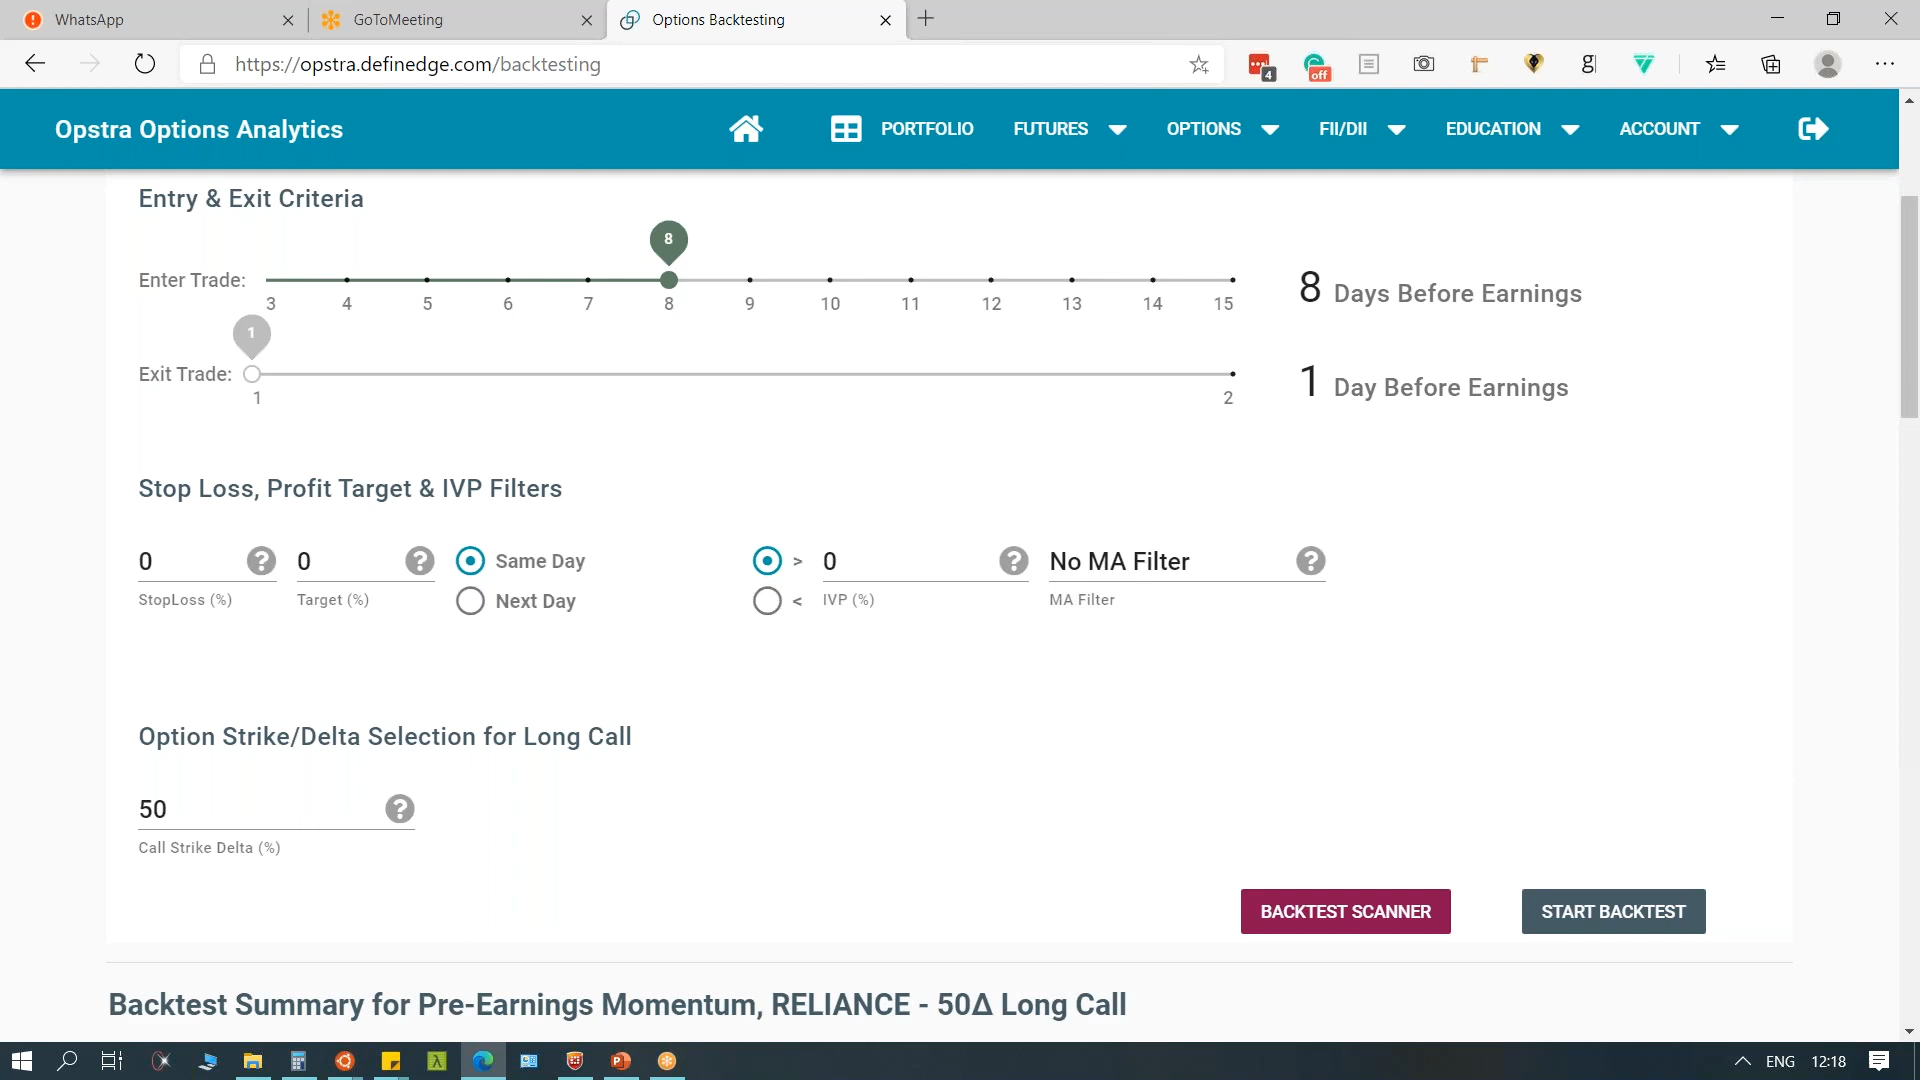 WhatsApp
GoToMeeting
Options Backtesting
https://opstra.definedge.com/backtesting
4
off
g
Opstra Options Analytics
PORTFOLIO
FUTURES
OPTIONS
FII/DII
EDUCATION
ACCOUNT
Entry & Exit Criteria
8
Enter Trade:
3 4 5 6 7 8 9 10 11 12 13 14 15
8 Days Before Earnings
1
Exit Trade:
1 2
1 Day Before Earnings
Stop Loss, Profit Target & IVP Filters
0 ? 0 ? Same Day > 0 ? No MA Filter ?
StopLoss (%) Target (%) Next Day < IVP (%) MA Filter
Option Strike/Delta Selection for Long Call
50 ?
Call Strike Delta (%)
BACKTEST SCANNER
START BACKTEST
Backtest Summary for Pre-Earnings Momentum, RELIANCE - 50Δ Long Call
ENG 12:18